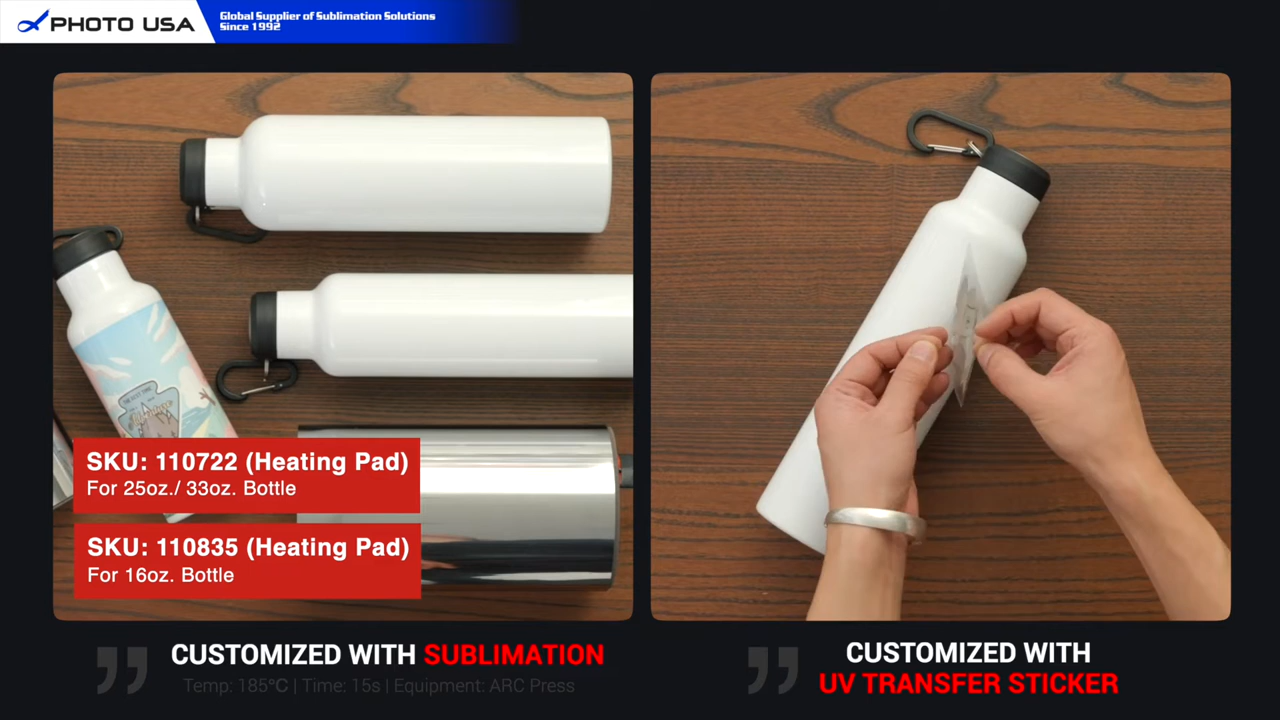 PHOTO USA
Global Supplier of Sublimation Solutions
Since 1992
SKU: 110722 (Heating Pad)
For 25oz./ 33oz. Bottle
SKU: 110835 (Heating Pad)
For 16oz. Bottle
CUSTOMIZED WITH SUBLIMATION
Temp: 185℃ | Time: 15s | Equipment: ARC Press
CUSTOMIZED WITH
UV TRANSFER STICKER